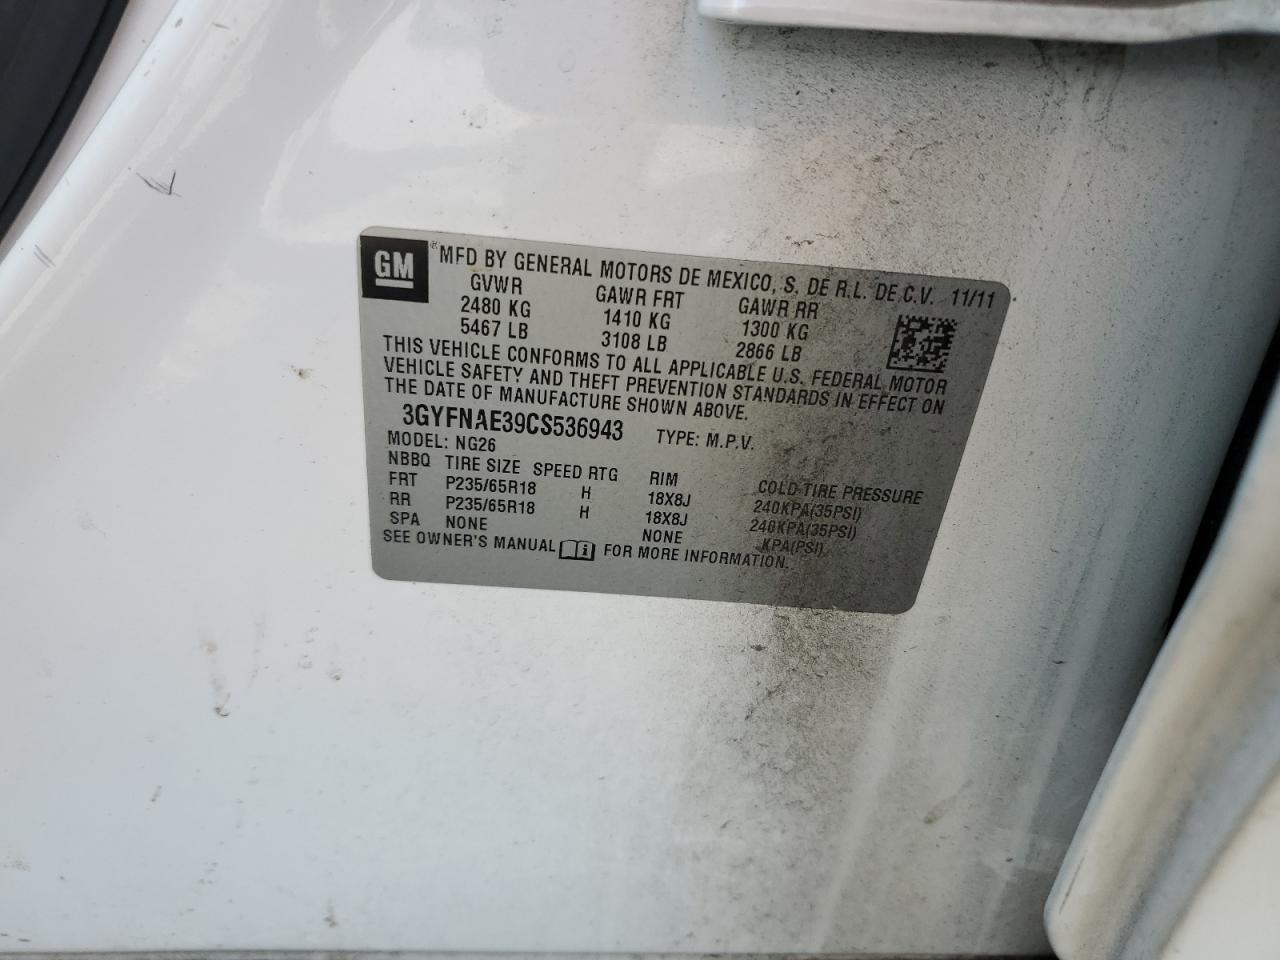 GM ® MFD BY GENERAL MOTORS DE MEXICO, S. DE R.L. DE C.V. 11/11
GVWR GAWR FRT GAWR RR
2480 KG 1410 KG 1300 KG
5467 LB 3108 LB 2866 LB
THIS VEHICLE CONFORMS TO ALL APPLICABLE U.S. FEDERAL MOTOR
VEHICLE SAFETY AND THEFT PREVENTION STANDARDS IN EFFECT ON
THE DATE OF MANUFACTURE SHOWN ABOVE.
3GYFNAE39CS536943 TYPE: M.P.V.
MODEL: NG26
NBBQ TIRE SIZE SPEED RTG RIM COLD TIRE PRESSURE
FRT P235/65R18 H 18X8J 240KPA(35PSI)
RR P235/65R18 H 18X8J 240KPA(35PSI)
SPA NONE NONE KPA(PSI)
SEE OWNER'S MANUAL i FOR MORE INFORMATION.